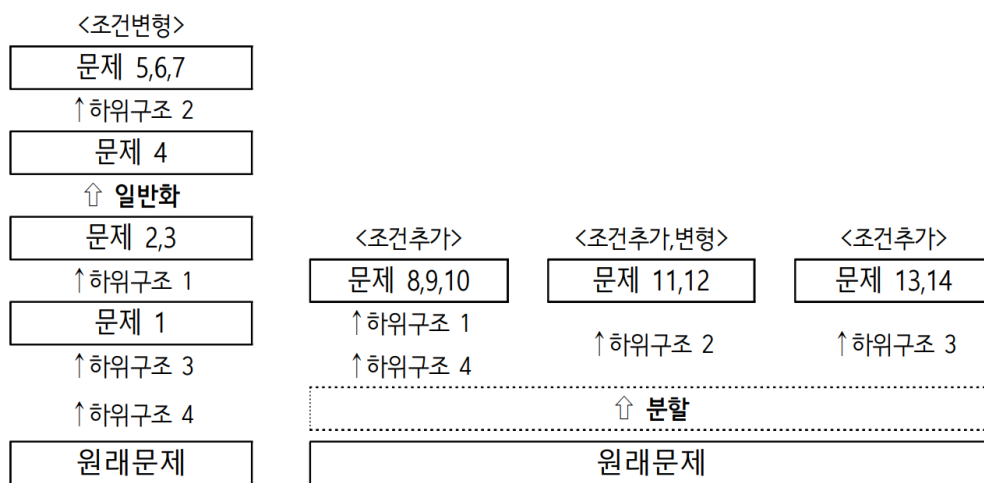 <조건변형>
문제 5,6,7
↑하위구조 2
문제 4
⇧ 일반화
문제 2,3
↑하위구조 1
문제 1
↑하위구조 3
↑하위구조 4
원래문제
<조건추가>
문제 8,9,10
↑하위구조 1
↑하위구조 4
<조건추가,변형>
문제 11,12
↑하위구조 2
<조건추가>
문제 13,14
↑하위구조 3
⇧ 분할
원래문제